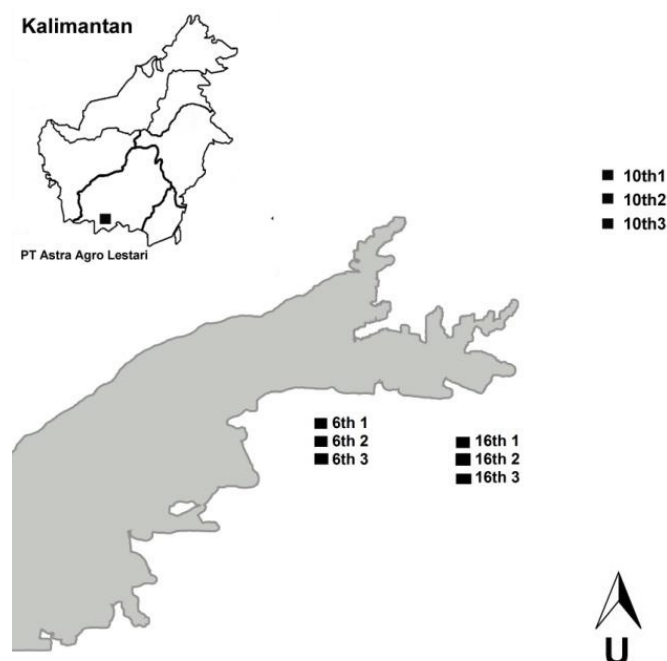 Kalimantan
PT Astra Agro Lestari
10th1
10th2
10th3
6th 1
6th 2
6th 3
16th 1
16th 2
16th 3
U